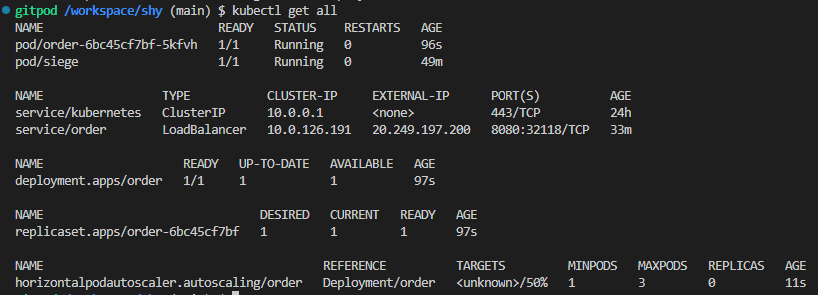 gitpod /workspace/shy (main) $ kubectl get all
NAME READY STATUS RESTARTS AGE
pod/order-6bc45cf7bf-5kfvh 1/1 Running 0 96s
pod/siege 1/1 Running 0 49m
NAME TYPE CLUSTER-IP EXTERNAL-IP PORT(S) AGE
service/kubernetes ClusterIP 10.0.0.1 <none> 443/TCP 24h
service/order LoadBalancer 10.0.126.191 20.249.197.200 8080:32118/TCP 33m
NAME READY UP-TO-DATE AVAILABLE AGE
deployment.apps/order 1/1 1 1 97s
NAME DESIRED CURRENT READY AGE
replicaset.apps/order-6bc45cf7bf 1 1 1 97s
NAME REFERENCE TARGETS MINPODS MAXPODS REPLICAS AGE
horizontalpodautoscaler.autoscaling/order Deployment/order <unknown>/50% 1 3 0 11s